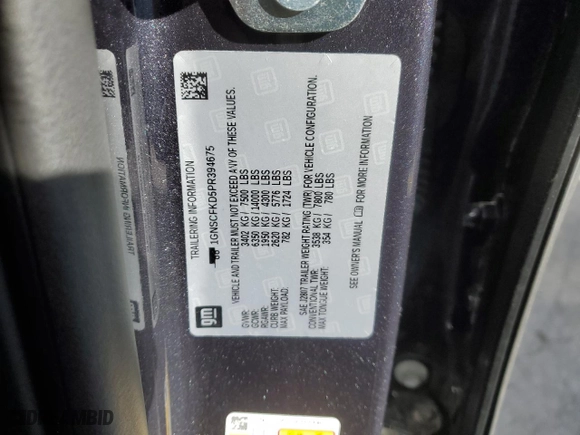 TRAILERING INFORMATION
1GNSCFKD5PR394675
VEHICLE AND TRAILER MUST NOT EXCEED ANY OF THESE VALUES.
GVWR: 3402 KG / 7500 LBS
GCWR: 6350 KG / 14000 LBS
RGAWR: 1950 KG / 4300 LBS
CURB WEIGHT: 2620 KG / 5776 LBS
MAX PAYLOAD: 782 KG / 1724 LBS
SAE J2807 TRAILER WEIGHT RATING (TWR) FOR VEHICLE CONFIGURATION.
CONVENTIONAL TWR: 3538 KG / 7800 LBS
MAX TONGUE WEIGHT: 354 KG / 780 LBS
SEE OWNER'S MANUAL FOR MORE INFORMATION
gm